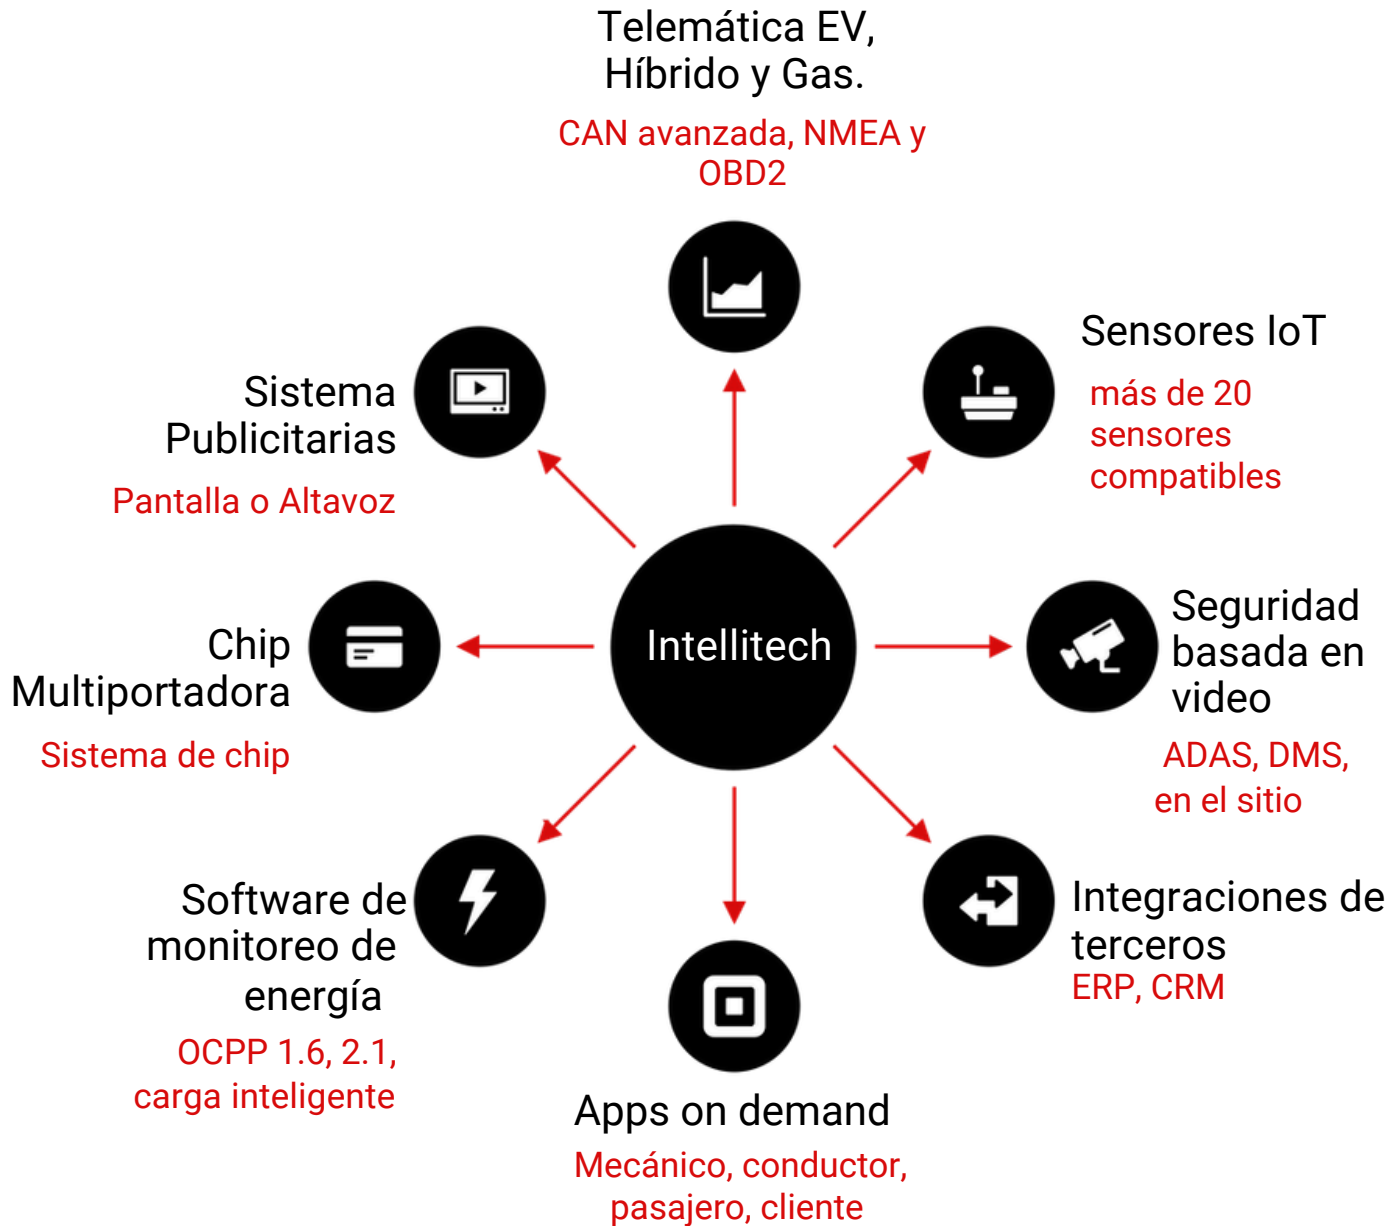 Telemática EV,
Híbrido y Gas.
CAN avanzada, NMEA y
OBD2
Sensores IoT
más de 20
sensores
compatibles
Sistema
Publicitarias
Pantalla o Altavoz
Intellitech
Seguridad
basada en
video
ADAS, DMS,
en el sitio
Chip
Multiportadora
Sistema de chip
Integraciones de
terceros
ERP, CRM
Software de
monitoreo de
energía
OCPP 1.6, 2.1,
carga inteligente
Apps on demand
Mecánico, conductor,
pasajero, cliente